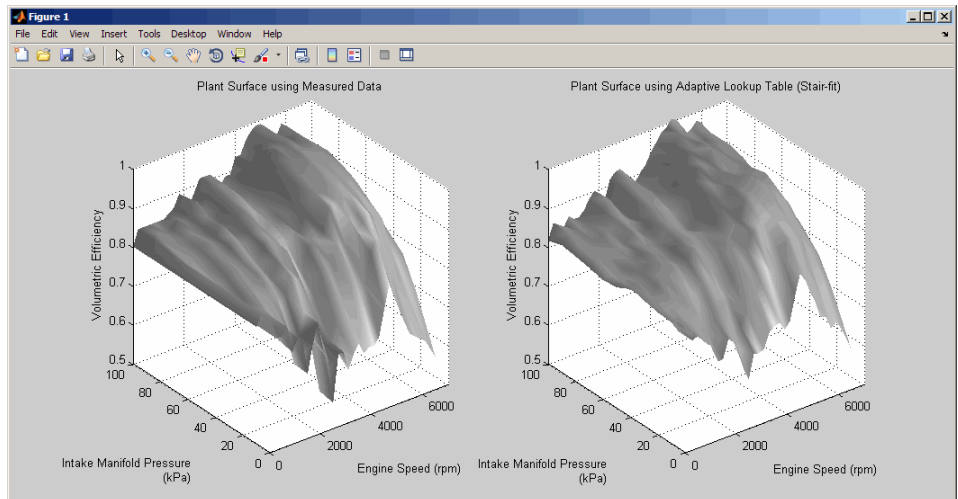 Figure 1
File Edit View Insert Tools Desktop Window Help
Plant Surface using Measured Data
1
0.9
0.8
0.7
0.6
0.5
Volumetric Efficiency
100
80
60
40
20
0
Intake Manifold Pressure
(kPa)
0
2000
4000
6000
Engine Speed (rpm)
Plant Surface using Adaptive Lookup Table (Stair-fit)
1
0.9
0.8
0.7
0.6
0.5
Volumetric Efficiency
100
80
60
40
20
0
Intake Manifold Pressure
(kPa)
0
2000
4000
6000
Engine Speed (rpm)